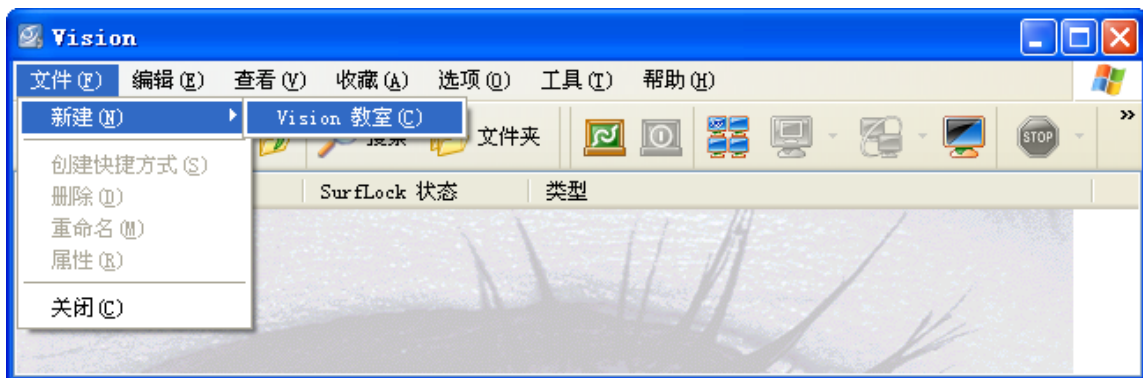 Vision
文件(F) 编辑(E) 查看(V) 收藏(A) 选项(O) 工具(T) 帮助(H)
新建(N) Vision 教室(C)
搜索 文件夹 STOP »
创建快捷方式(S)
SurfLock 状态 类型
删除(D)
重命名(M)
属性(R)
关闭(C)